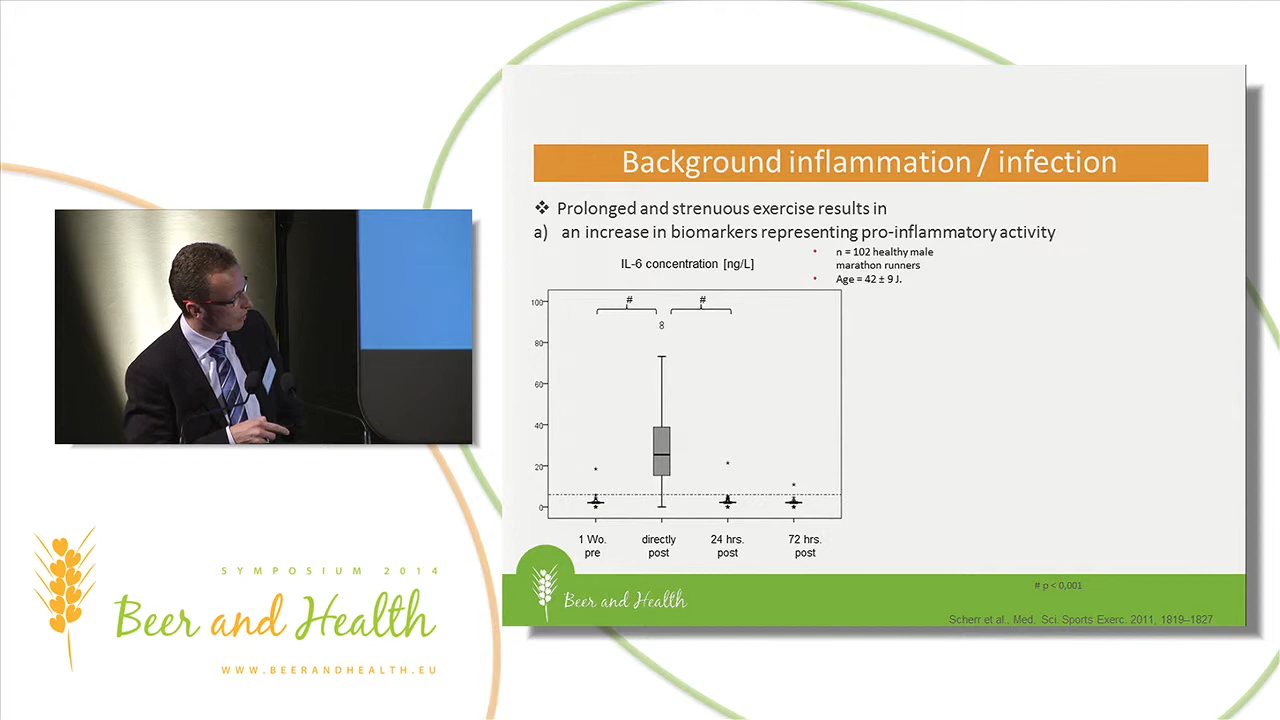 Background inflammation / infection
❖ Prolonged and strenuous exercise results in
a) an increase in biomarkers representing pro-inflammatory activity
• n = 102 healthy male
marathon runners
• Age = 42 ± 9 J.
IL-6 concentration [ng/L]
# #
100
80
60
40
20
0
1 Wo. pre
directly post
24 hrs. post
72 hrs. post
# p < 0,001
Beer and Health
Scherr et al., Med. Sci. Sports Exerc. 2011, 1819–1827
SYMPOSIUM 2014
Beer and Health
WWW.BEERANDHEALTH.EU